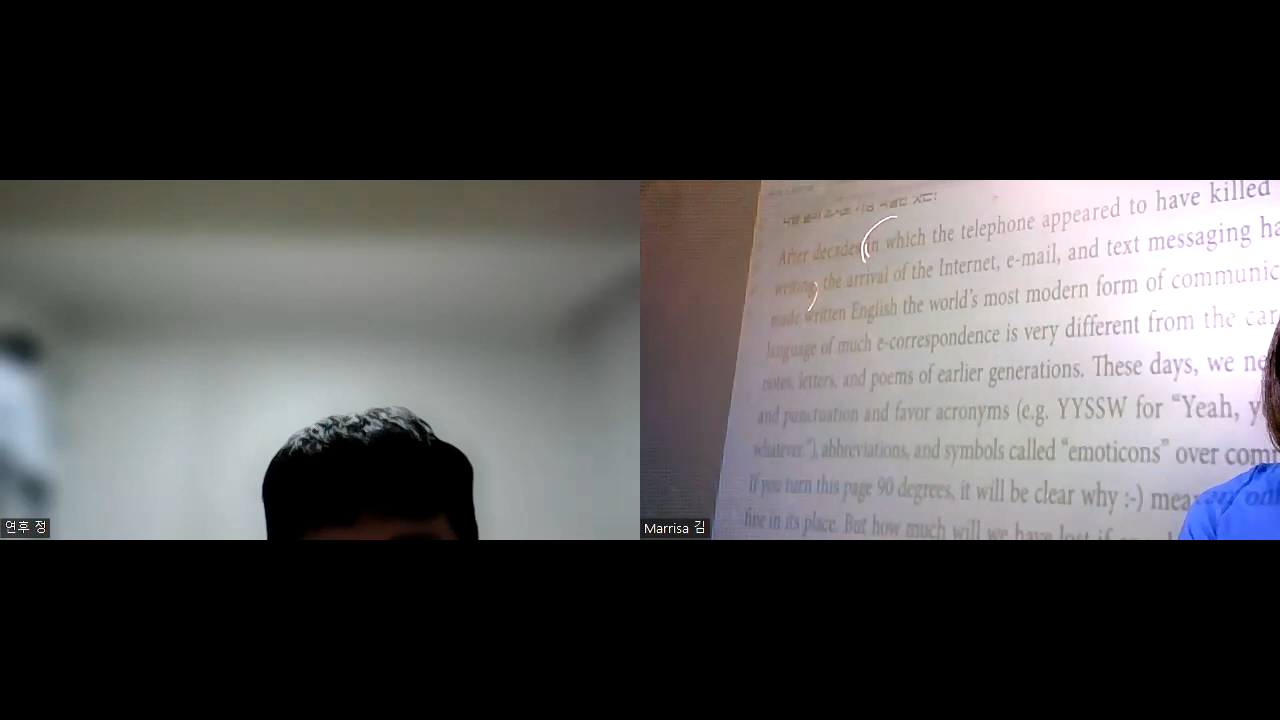 After decades in which the telephone appeared to have killed
writing, the arrival of the Internet, e-mail, and text messaging ha
made written English the world's most modern form of communic
language of much e-correspondence is very different from the car
notes, letters, and poems of earlier generations. These days, we ne
and punctuation and favor acronyms (e.g. YYSSW for "Yeah, y
whatever."), abbreviations, and symbols called "emoticons" over com
If you turn this page 90 degrees, it will be clear why :-) mea
fine in its place. But how much will we have lost if
연후 정
Marrisa 김